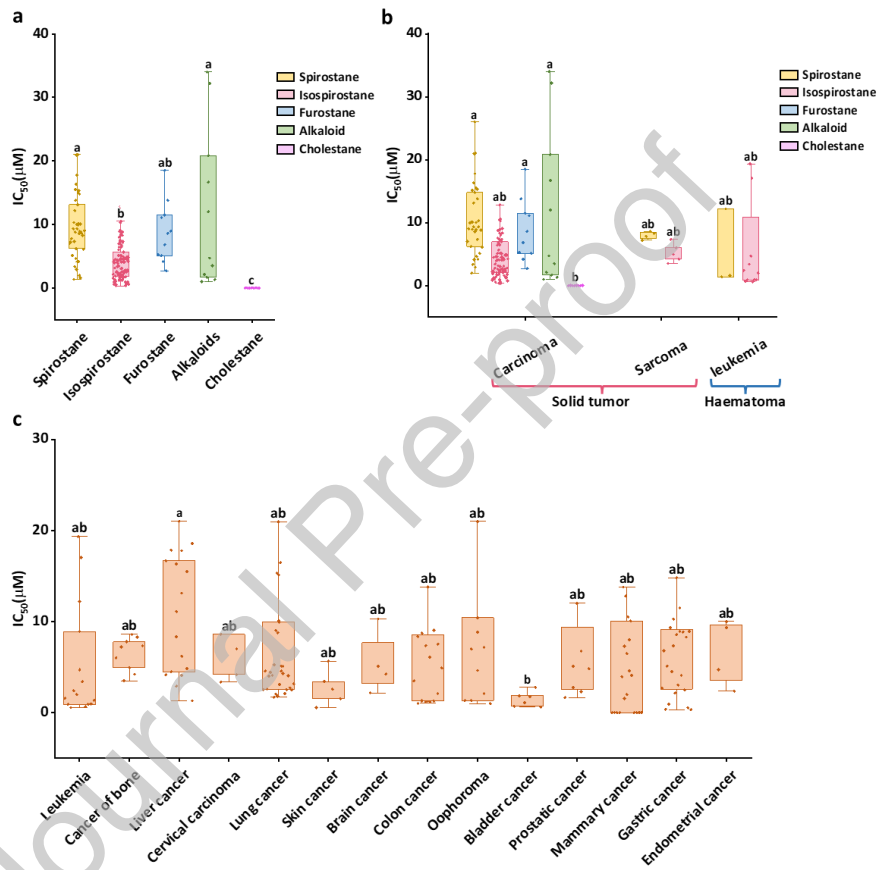 a
40
30
20
10
0
IC50(μM)
a
b
ab
a
c
Spirostane
Isospirostane
Furostane
Alkaloid
Cholestane
Spirostane
Isospirostane
Furostane
Alkaloids
Cholestane
b
40
30
20
10
0
IC50(μM)
a
ab
a
a
b
ab
ab
ab
ab
Spirostane
Isospirostane
Furostane
Alkaloid
Cholestane
Carcinoma
Sarcoma
leukemia
Solid tumor
Haematoma
c
30
20
10
0
IC50(μM)
ab
ab
a
ab
ab
ab
ab
ab
ab
b
ab
ab
ab
ab
Leukemia
Cancer of bone
Liver cancer
Cervical carcinoma
Lung cancer
Skin cancer
Brain cancer
Colon cancer
Oophoroma
Bladder cancer
Prostatic cancer
Mammary cancer
Gastric cancer
Endometrial cancer
Journal Pre-proof